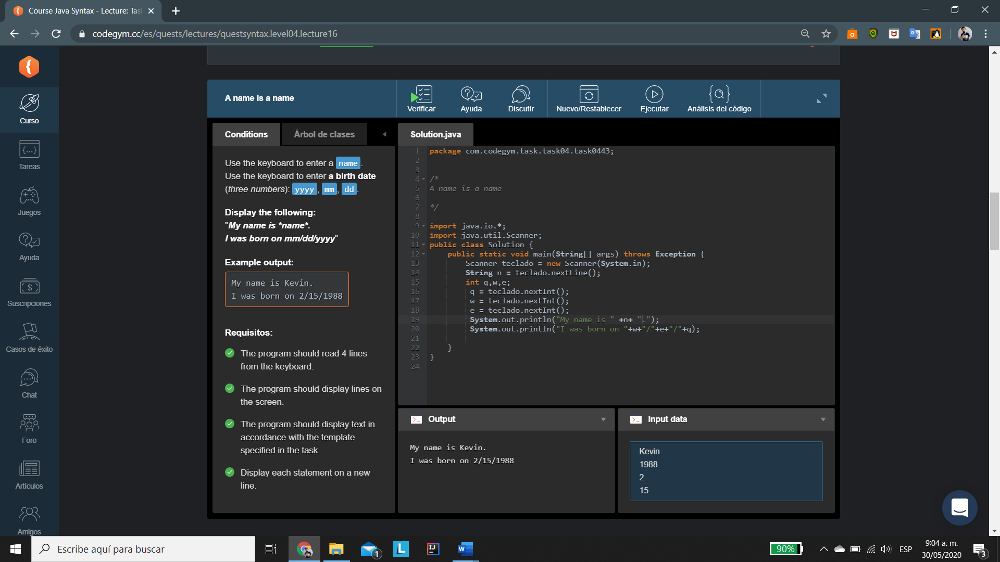 Course Java Syntax - Lecture: Tas
codegym.cc/es/quests/lectures/questsyntax.level04.lecture16
Curso
Tareas
Juegos
Ayuda
Suscripciones
Casos de éxito
Chat
Foro
Artículos
Amigos
A name is a name
Verificar
Ayuda
Discutir
Nuevo/Restablecer
Ejecutar
Análisis del código
Conditions
Árbol de clases
Use the keyboard to enter a name.
Use the keyboard to enter a birth date
(three numbers): yyyy, mm, dd.
Display the following:
"My name is *name*.
I was born on mm/dd/yyyy"
Example output:
My name is Kevin.
I was born on 2/15/1988
Requisitos:
The program should read 4 lines
from the keyboard.
The program should display lines on
the screen.
The program should display text in
accordance with the template
specified in the task.
Display each statement on a new
line.
Solution.java
1 package com.codegym.task.task04.task0443;
2
3
4 /*
5 A name is a name
6
7 */
8
9 import java.io.*;
10 import java.util.Scanner;
11 public class Solution {
12 public static void main(String[] args) throws Exception {
13 Scanner teclado = new Scanner(System.in);
14 String n = teclado.nextLine();
15 int q,w,e;
16 q = teclado.nextInt();
17 w = teclado.nextInt();
18 e = teclado.nextInt();
19 System.out.println("My name is " +n+ ".");
20 System.out.println("I was born on "+w+"/"+e+"/"+q);
21
22 }
23 }
24
Output
My name is Kevin.
I was born on 2/15/1988
Input data
Kevin
1988
2
15
Escribe aquí para buscar
1
L
IJ
W
90%
ESP
9:04 a. m.
30/05/2020
3